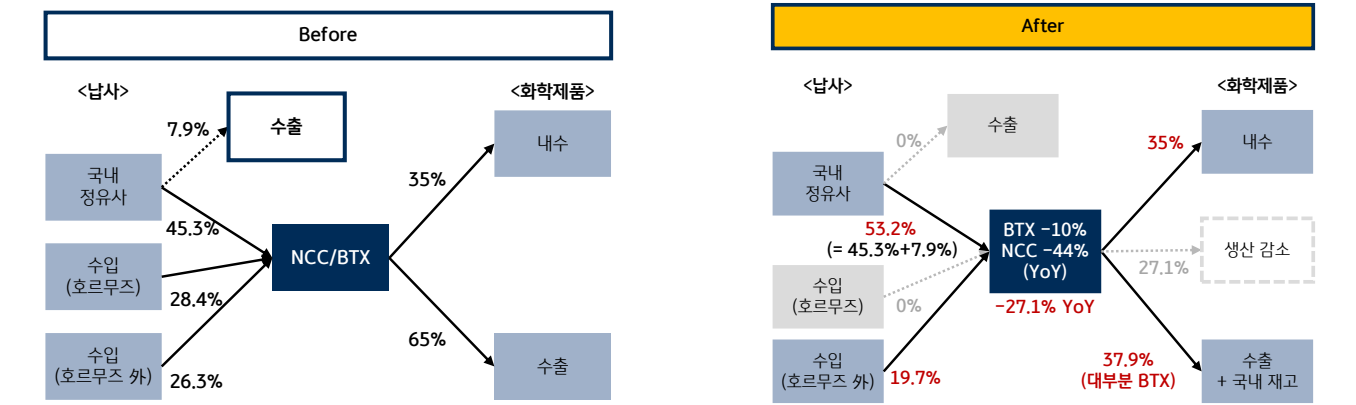 Before
<납사>
<화학제품>
7.9%
수출
국내
정유사
45.3%
수입
(호르무즈)
28.4%
수입
(호르무즈 外)
26.3%
NCC/BTX
35%
내수
65%
수출
After
<납사>
<화학제품>
0%
수출
국내
정유사
53.2%
(= 45.3%+7.9%)
수입
(호르무즈)
0%
수입
(호르무즈 外)
19.7%
BTX -10%
NCC -44%
(YoY)
-27.1% YoY
35%
내수
27.1%
생산 감소
37.9%
(대부분 BTX)
수출
+ 국내 재고